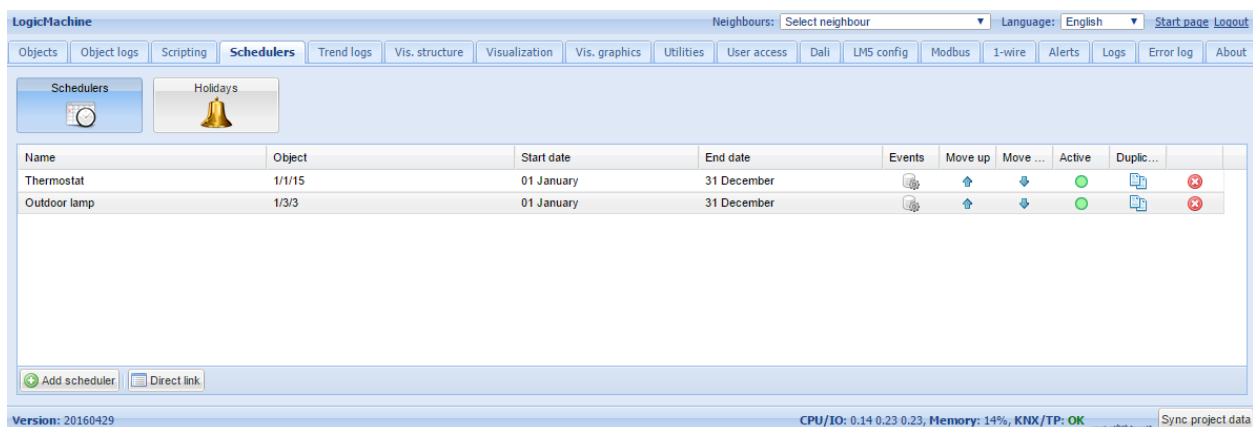 LogicMachine Neighbours: Select neighbour Language: English Start page Logout
Objects Object logs Scripting Schedulers Trend logs Vis. structure Visualization Vis. graphics Utilities User access Dali LM5 config Modbus 1-wire Alerts Logs Error log About
Schedulers Holidays
Name Object Start date End date Events Move up Move ... Active Duplic...
Thermostat 1/1/15 01 January 31 December
Outdoor lamp 1/3/3 01 January 31 December
Add scheduler Direct link
Version: 20160429 CPU/IO: 0.14 0.23 0.23, Memory: 14%, KNX/TP: OK Sync project data